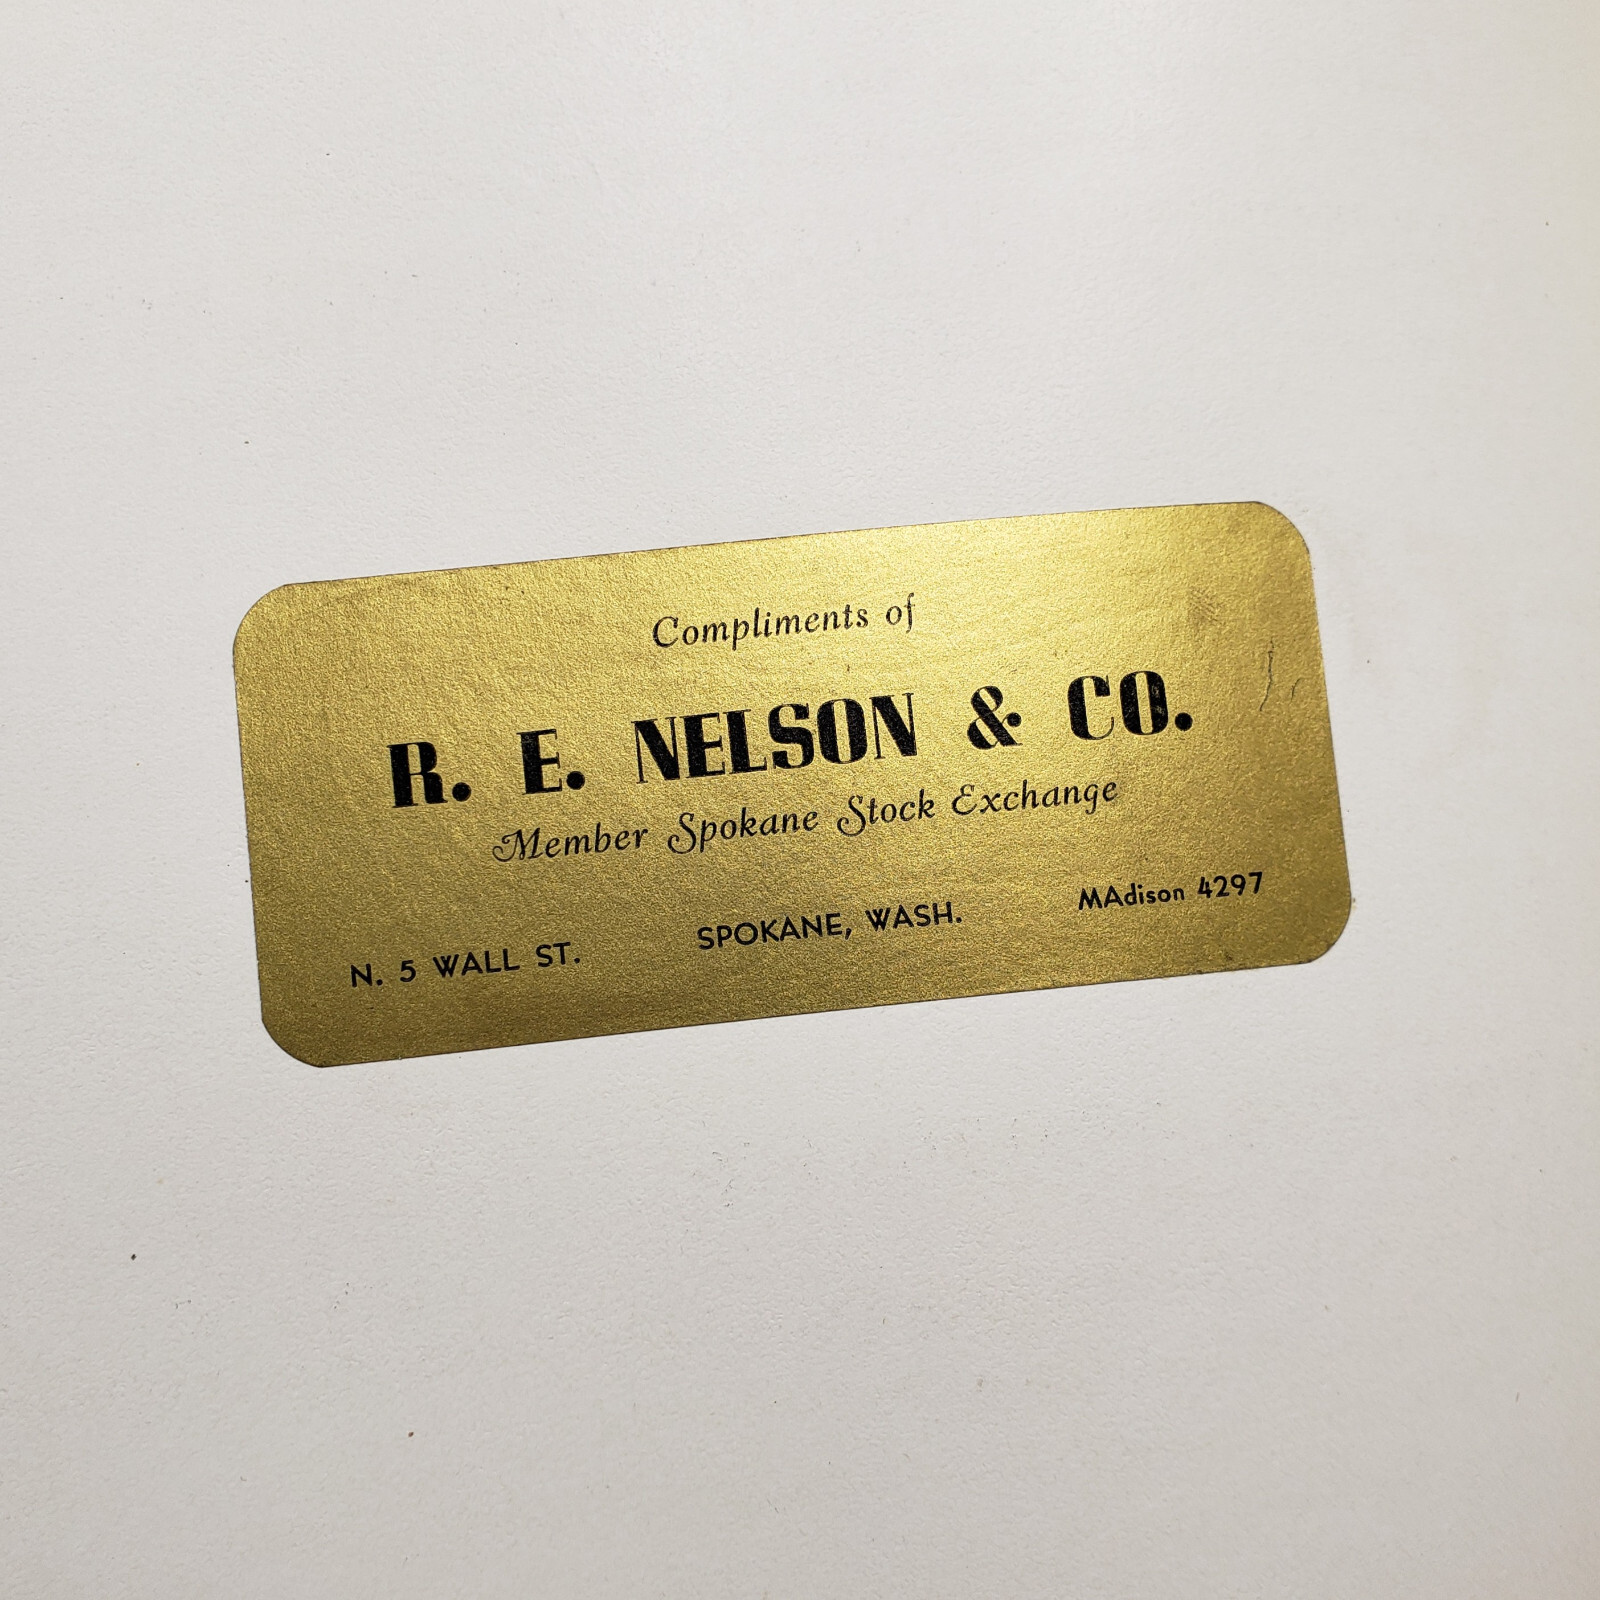 Compliments of
R. E. NELSON & CO.
Member Spokane Stock Exchange
N. 5 WALL ST. SPOKANE, WASH. MAdison 4297